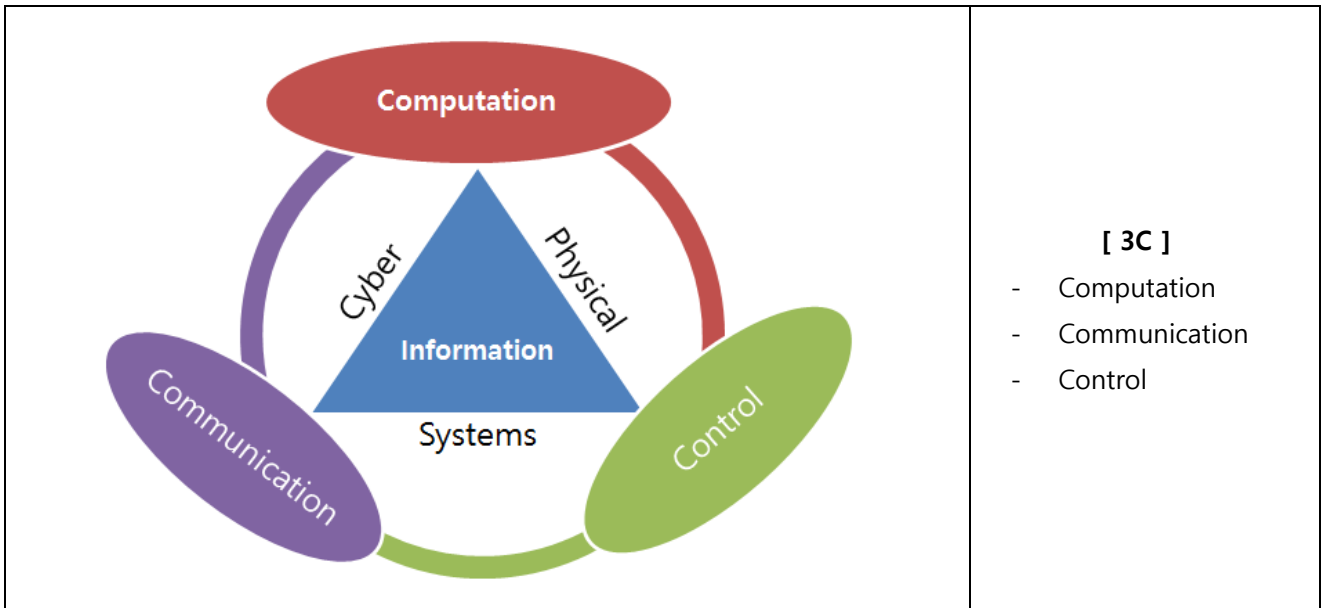 Computation
Cyber
Physical
Information
Communication
Systems
Control
[ 3C ]
- Computation
- Communication
- Control